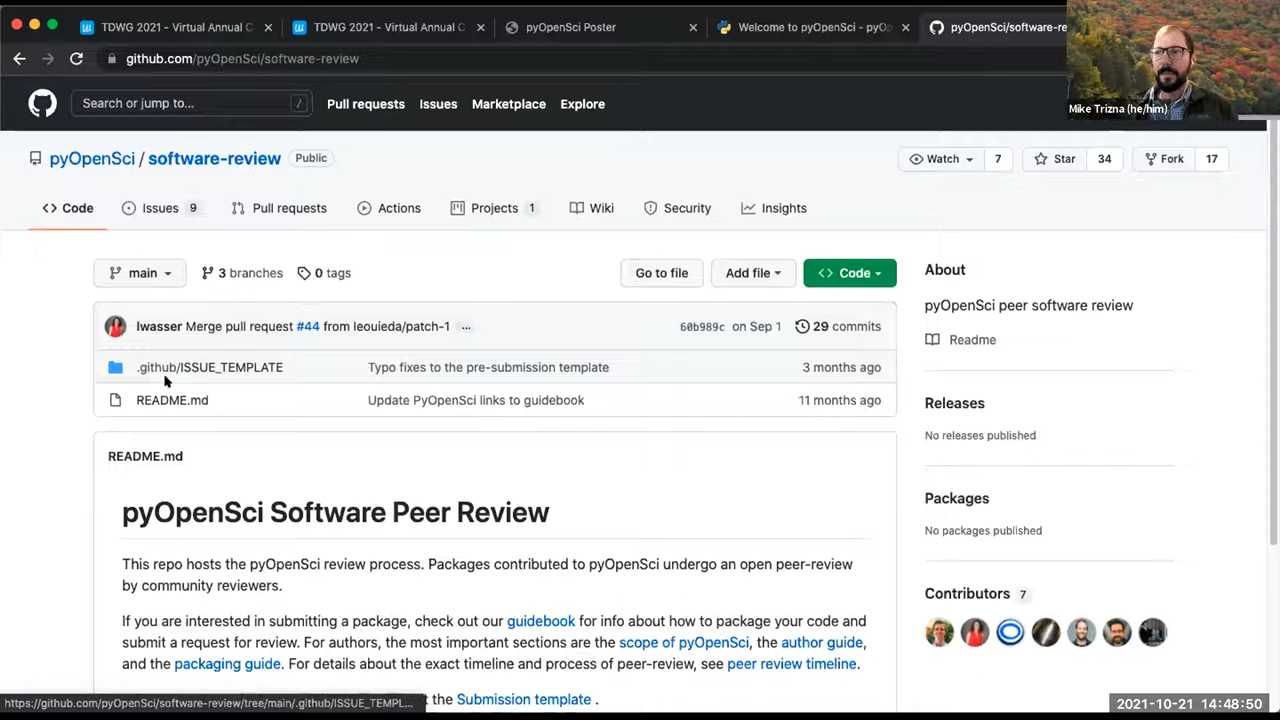 TDWG 2021 - Virtual Annual C
TDWG 2021 - Virtual Annual C
pyOpenSci Poster
Welcome to pyOpenSci - pyO
pyOpenSci/software-re
github.com/pyOpenSci/software-review
Mike Trizna (he/him)
Search or jump to...
/
Pull requests
Issues
Marketplace
Explore
pyOpenSci / software-review
Public
Watch
7
Star
34
Fork
17
Code
Issues 9
Pull requests
Actions
Projects 1
Wiki
Security
Insights
main
3 branches
0 tags
Go to file
Add file
Code
About
pyOpenSci peer software review
Readme
lwasser Merge pull request #44 from leouieda/patch-1 ...
60b989c on Sep 1
29 commits
.github/ISSUE_TEMPLATE
Typo fixes to the pre-submission template
3 months ago
README.md
Update PyOpenSci links to guidebook
11 months ago
Releases
No releases published
README.md
pyOpenSci Software Peer Review
This repo hosts the pyOpenSci review process. Packages contributed to pyOpenSci undergo an open peer-review
by community reviewers.
Packages
No packages published
If you are interested in submitting a package, check out our guidebook for info about how to package your code and
submit a request for review. For authors, the most important sections are the scope of pyOpenSci, the author guide,
and the packaging guide. For details about the exact timeline and process of peer-review, see peer review timeline.
Contributors 7
the Submission template .
https://github.com/pyOpenSci/software-review/tree/main/.github/ISSUE_TEMPL...
2021-10-21 14:48:50